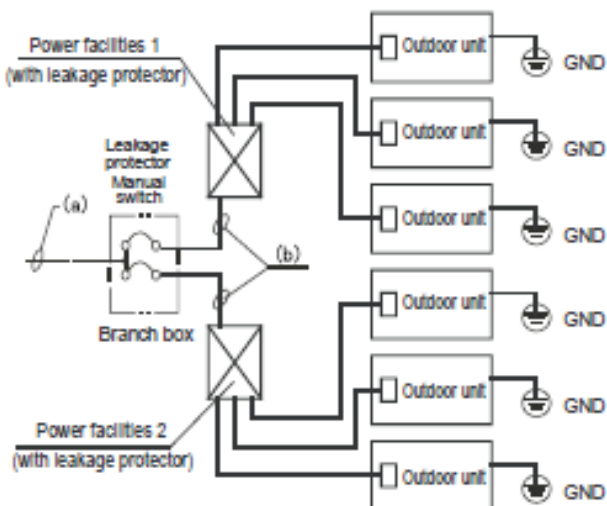 Power facilities 1
(with leakage protector)
Leakage
protector
Manual
switch
(a)
(b)
Branch box
Power facilities 2
(with leakage protector)
Outdoor unit
GND
Outdoor unit
GND
Outdoor unit
GND
Outdoor unit
GND
Outdoor unit
GND
Outdoor unit
GND